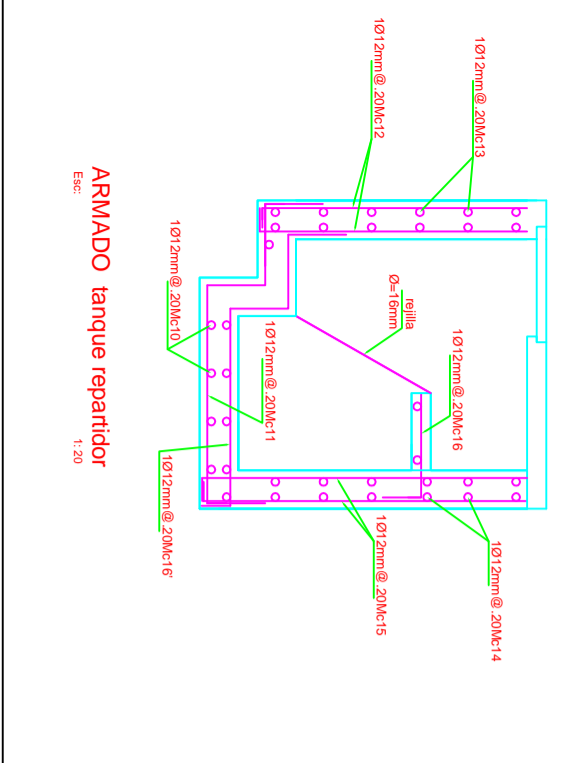 1Ø12mm@.20Mc13
1Ø12mm@.20Mc12
rejilla
Ø=16mm
1Ø12mm@.20Mc16
1Ø12mm@.20Mc10
1Ø12mm@.20Mc11
1Ø12mm@.20Mc16'
1Ø12mm@.20Mc15
1Ø12mm@.20Mc14
ARMADO tanque repartidor
Esc: 1: 20